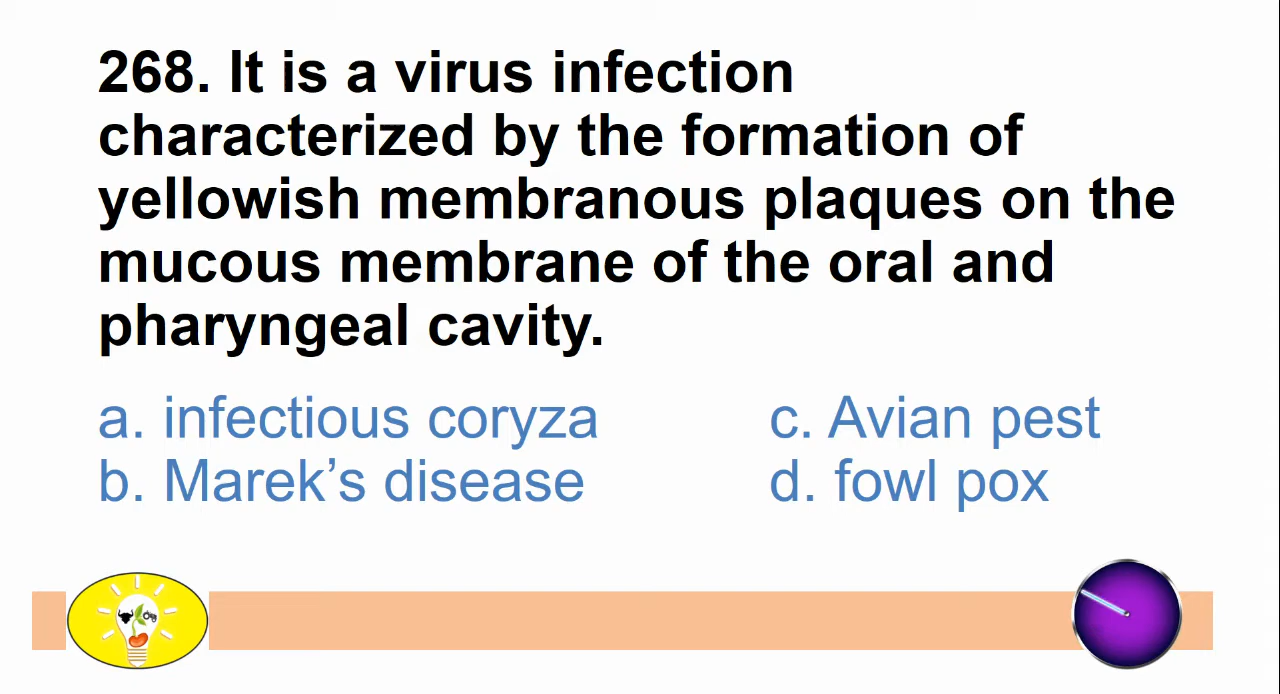 268. It is a virus infection
characterized by the formation of
yellowish membranous plaques on the
mucous membrane of the oral and
pharyngeal cavity.
a. infectious coryza
b. Marek’s disease
c. Avian pest
d. fowl pox